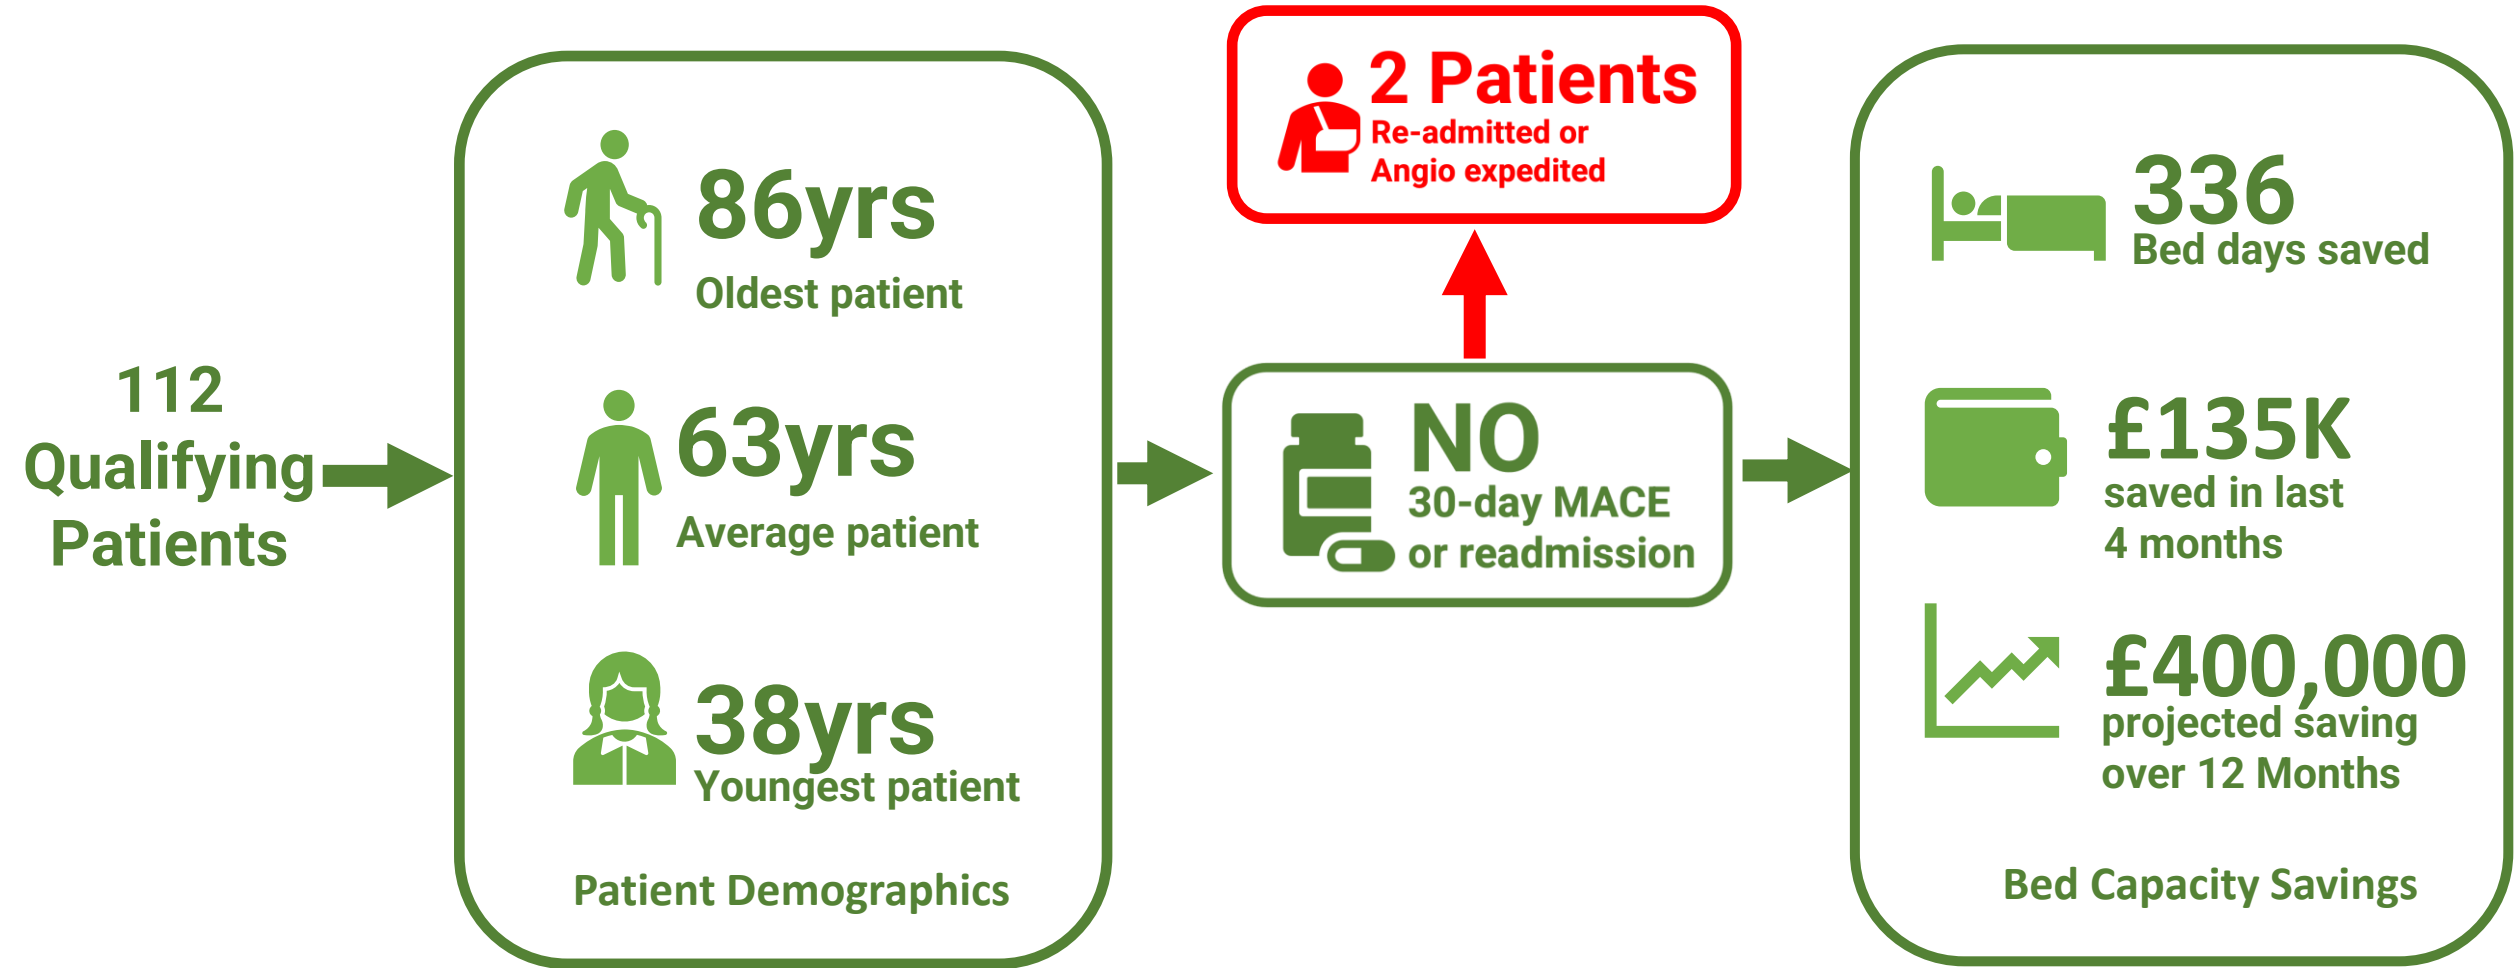 112
Qualifying
Patients
86yrs
Oldest patient
63yrs
Average patient
38yrs
Youngest patient
Patient Demographics
2 Patients
Re-admitted or
Angio expedited
NO
30-day MACE
or readmission
336
Bed days saved
£135K
saved in last
4 months
£400,000
projected saving
over 12 Months
Bed Capacity Savings